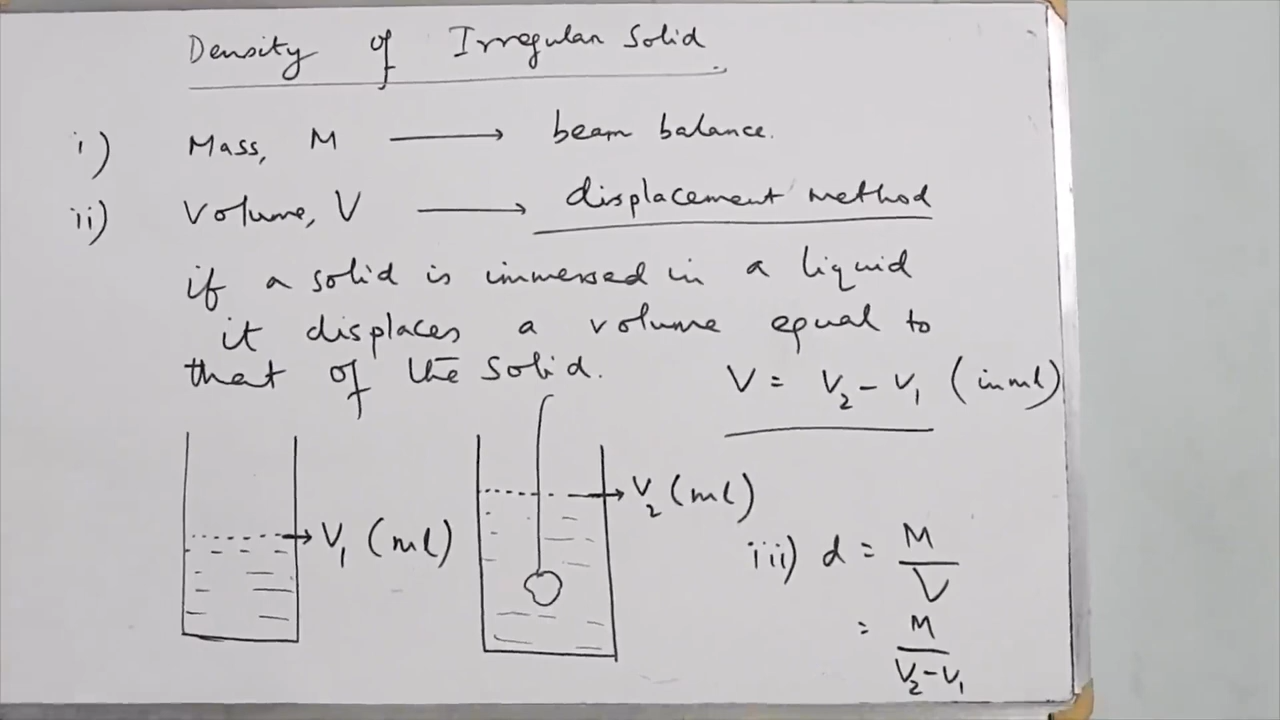 Density of Irregular Solid
i) Mass, M → beam balance.
ii) Volume, V → displacement method
if a solid is immersed in a liquid
it displaces a volume equal to
that of the solid.
V = V₂ - V₁ (in ml)
→ V₁ (ml)
→ V₂ (ml)
iii) d = M/V
= M/V₂-V₁